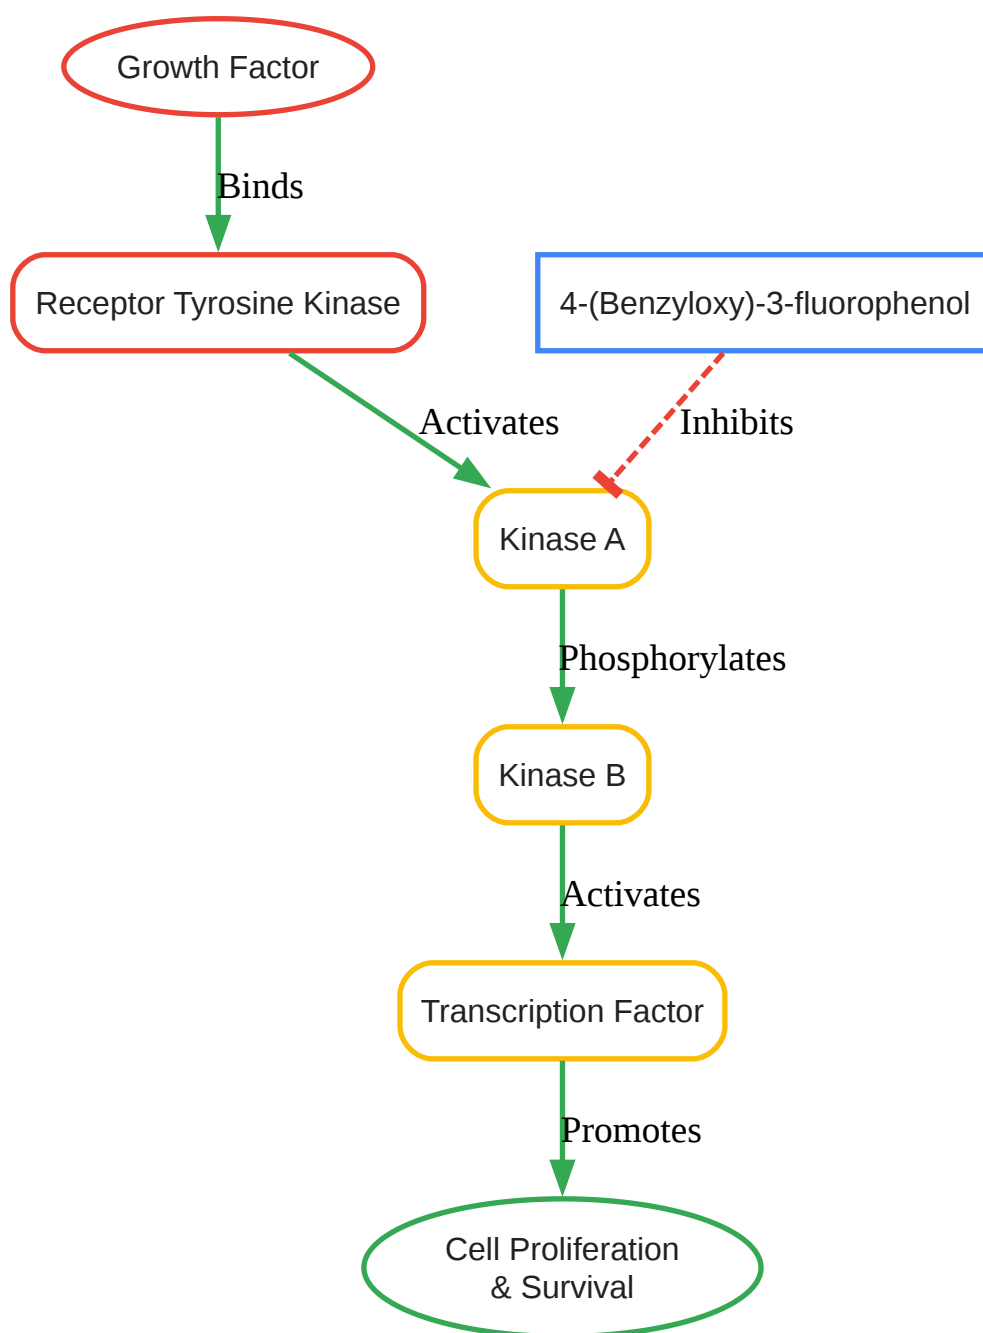 Growth Factor
Binds
Receptor Tyrosine Kinase
4-(Benzyloxy)-3-fluorophenol
Activates
Inhibits
Kinase A
Phosphorylates
Kinase B
Activates
Transcription Factor
Promotes
Cell Proliferation
& Survival